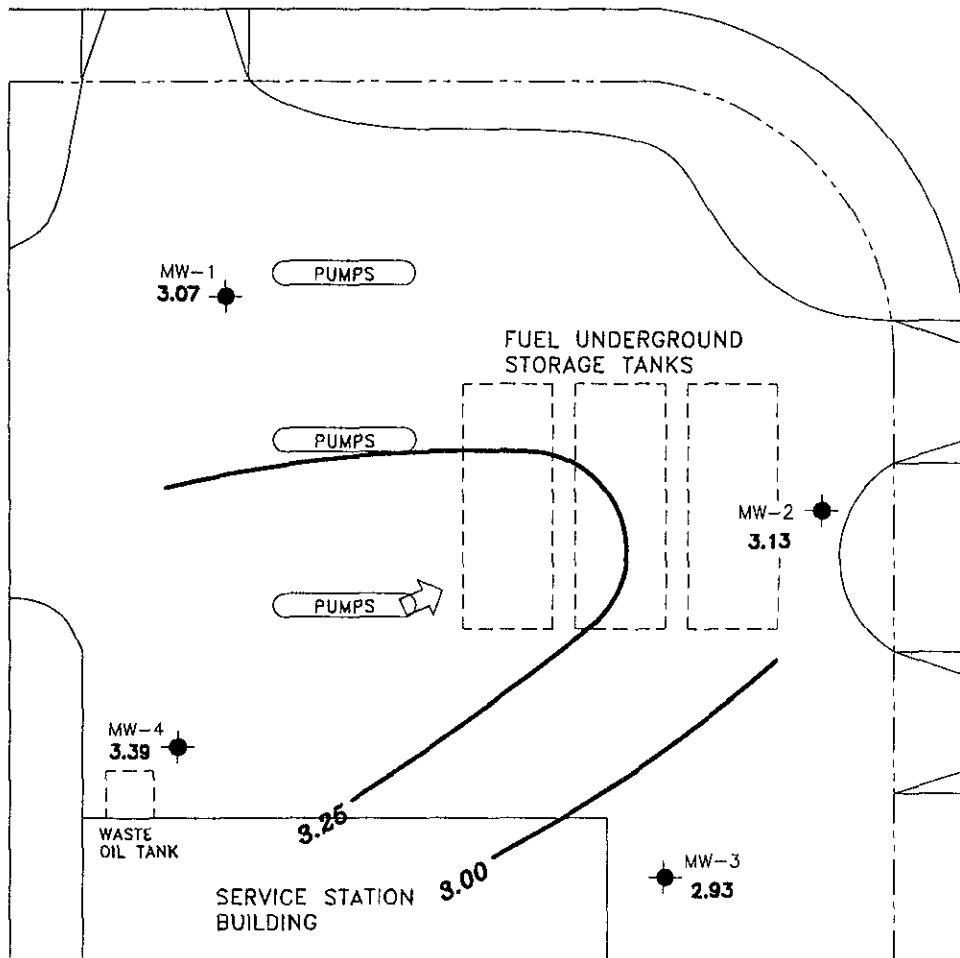 MW-1
3.07
PUMPS
FUEL UNDERGROUND
STORAGE TANKS
PUMPS
MW-2
3.13
PUMPS
MW-4
3.39
WASTE
OIL TANK
3.25
3.00
MW-3
2.93
SERVICE STATION
BUILDING